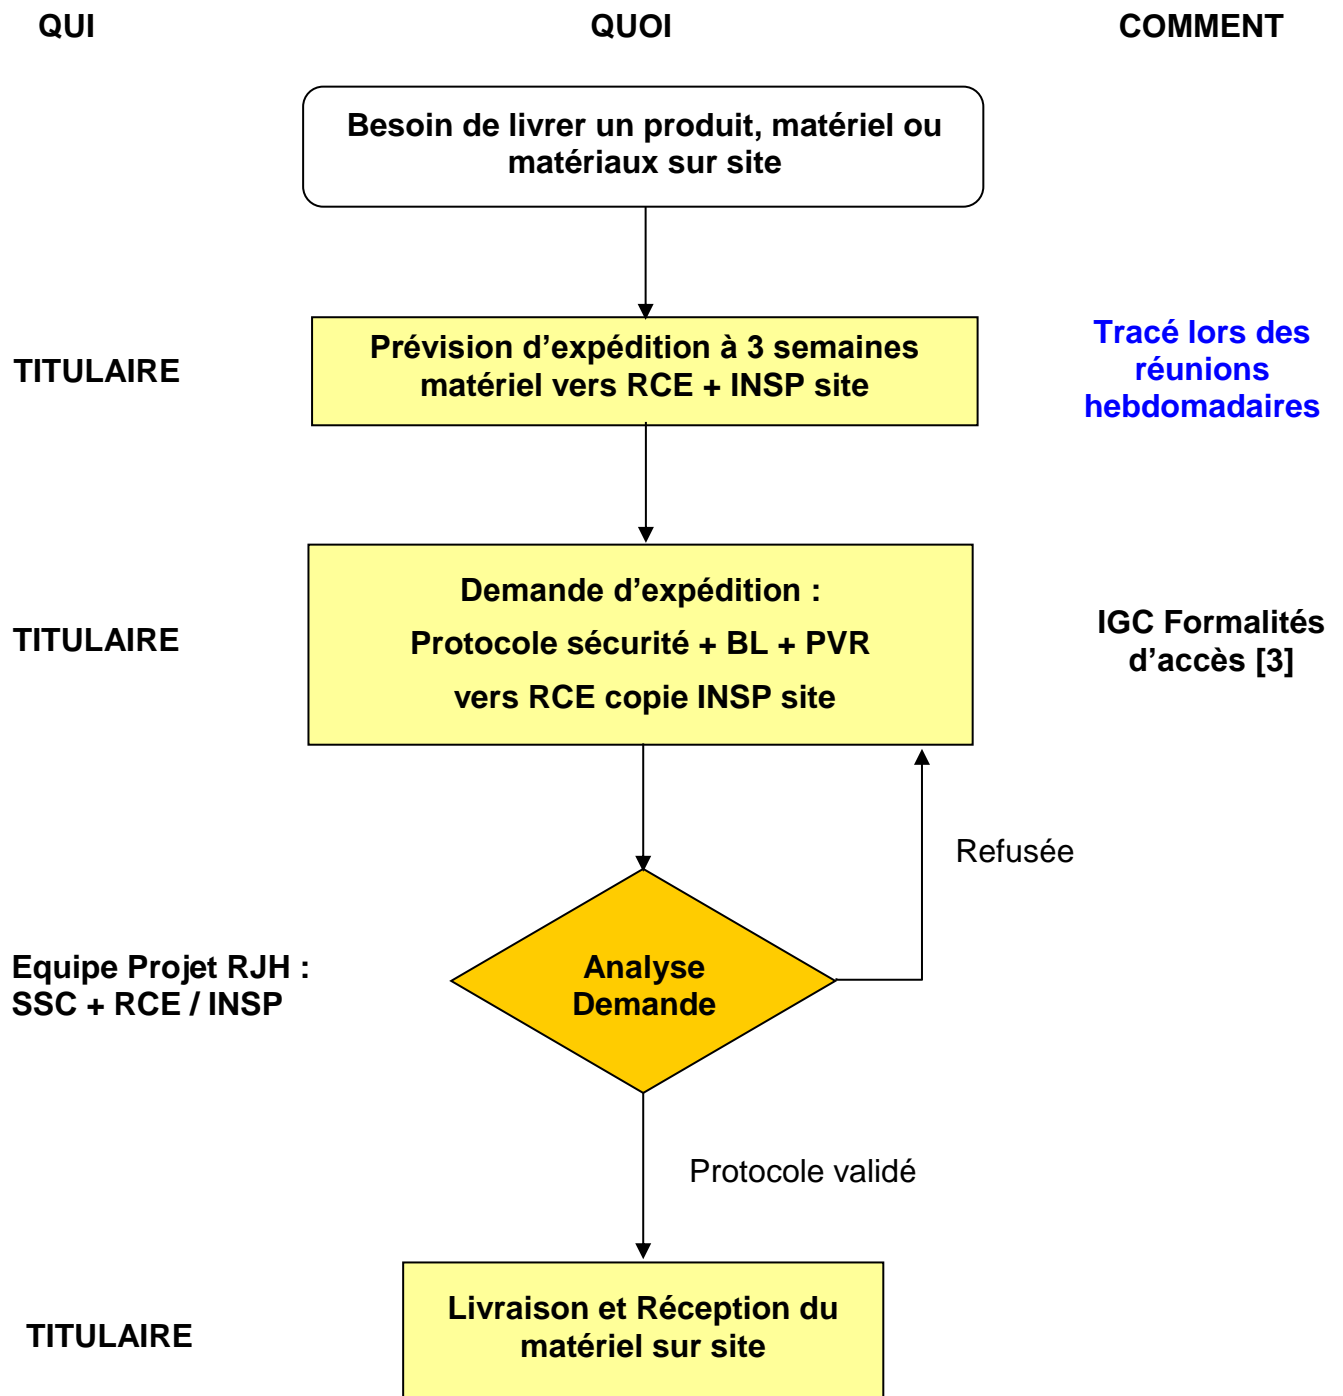 QUI
QUOI
COMMENT
Besoin de livrer un produit, matériel ou
matériaux sur site
TITULAIRE
Prévision d’expédition à 3 semaines
matériel vers RCE + INSP site
Tracé lors des
réunions
hebdomadaires
TITULAIRE
Demande d’expédition :
Protocole sécurité + BL + PVR
vers RCE copie INSP site
IGC Formalités
d’accès [3]
Refusée
Equipe Projet RJH :
SSC + RCE / INSP
Analyse
Demande
Protocole validé
TITULAIRE
Livraison et Réception du
matériel sur site